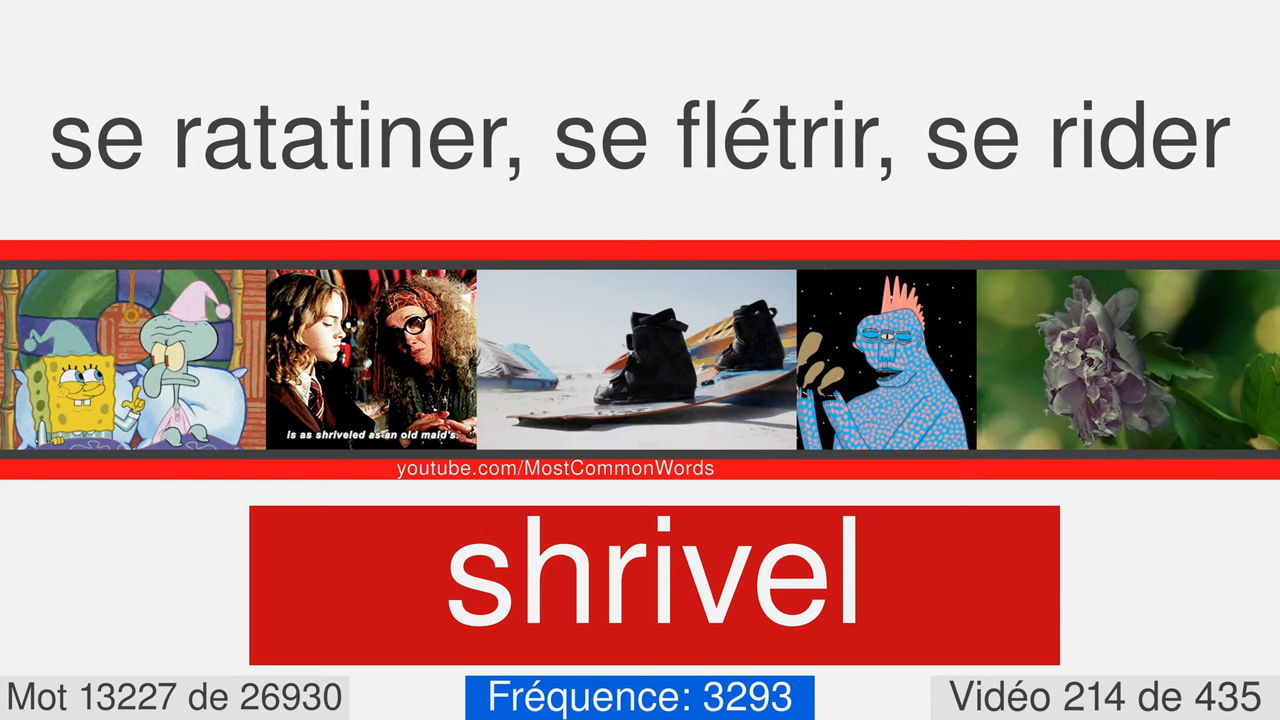 se ratatiner, se flétrir, se rider
is as shriveled as an old maid's.
youtube.com/MostCommonWords
shrivel
Mot 13227 de 26930
Fréquence: 3293
Vidéo 214 de 435